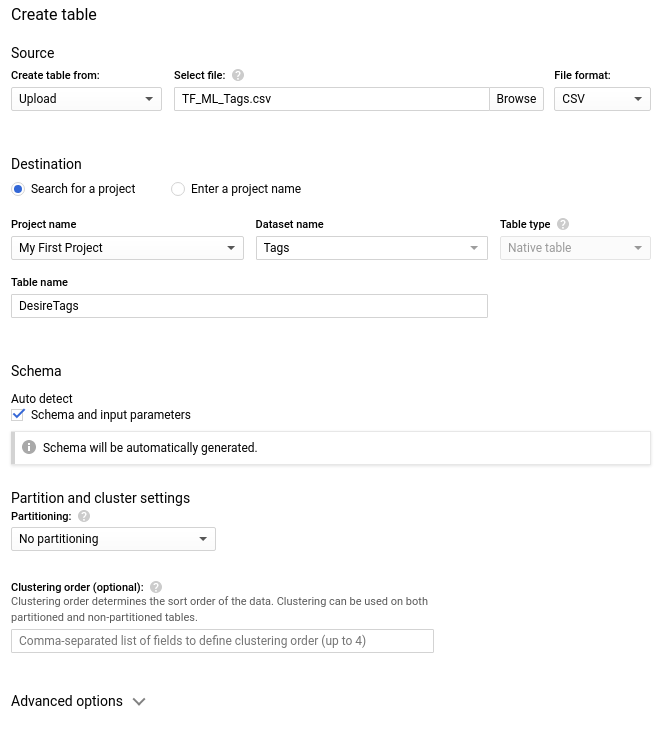 Create table
Source
Create table from: Select file: ? File format:
Upload TF_ML_Tags.csv Browse CSV
Destination
Search for a project Enter a project name
Project name Dataset name Table type ?
My First Project Tags Native table
Table name
DesireTags
Schema
Auto detect
Schema and input parameters
Schema will be automatically generated.
Partition and cluster settings
Partitioning: ?
No partitioning
Clustering order (optional): ?
Clustering order determines the sort order of the data. Clustering can be used on both
partitioned and non-partitioned tables.
Comma-separated list of fields to define clustering order (up to 4)
Advanced options